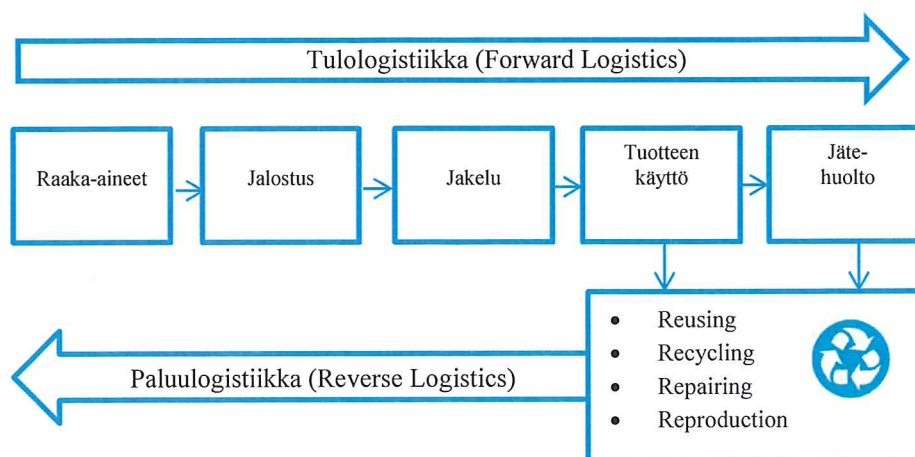 Tulologistiikka (Forward Logistics)
Raaka-aineet
Jalostus
Jakelu
Tuotteen
käyttö
Jäte-
huolto
Paluulogistiikka (Reverse Logistics)
• Reusing
• Recycling
• Repairing
• Reproduction